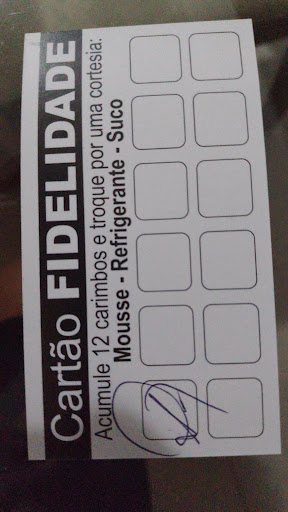 Cartão FIDELIDADE
Acumule 12 carimbos e troque por uma cortesia:
Mousse - Refrigerante - Suco